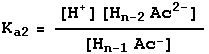 Kₐ₂ = [H⁺] [Hₙ₋₂ Ac²⁻] / [Hₙ₋₁ Ac⁻]